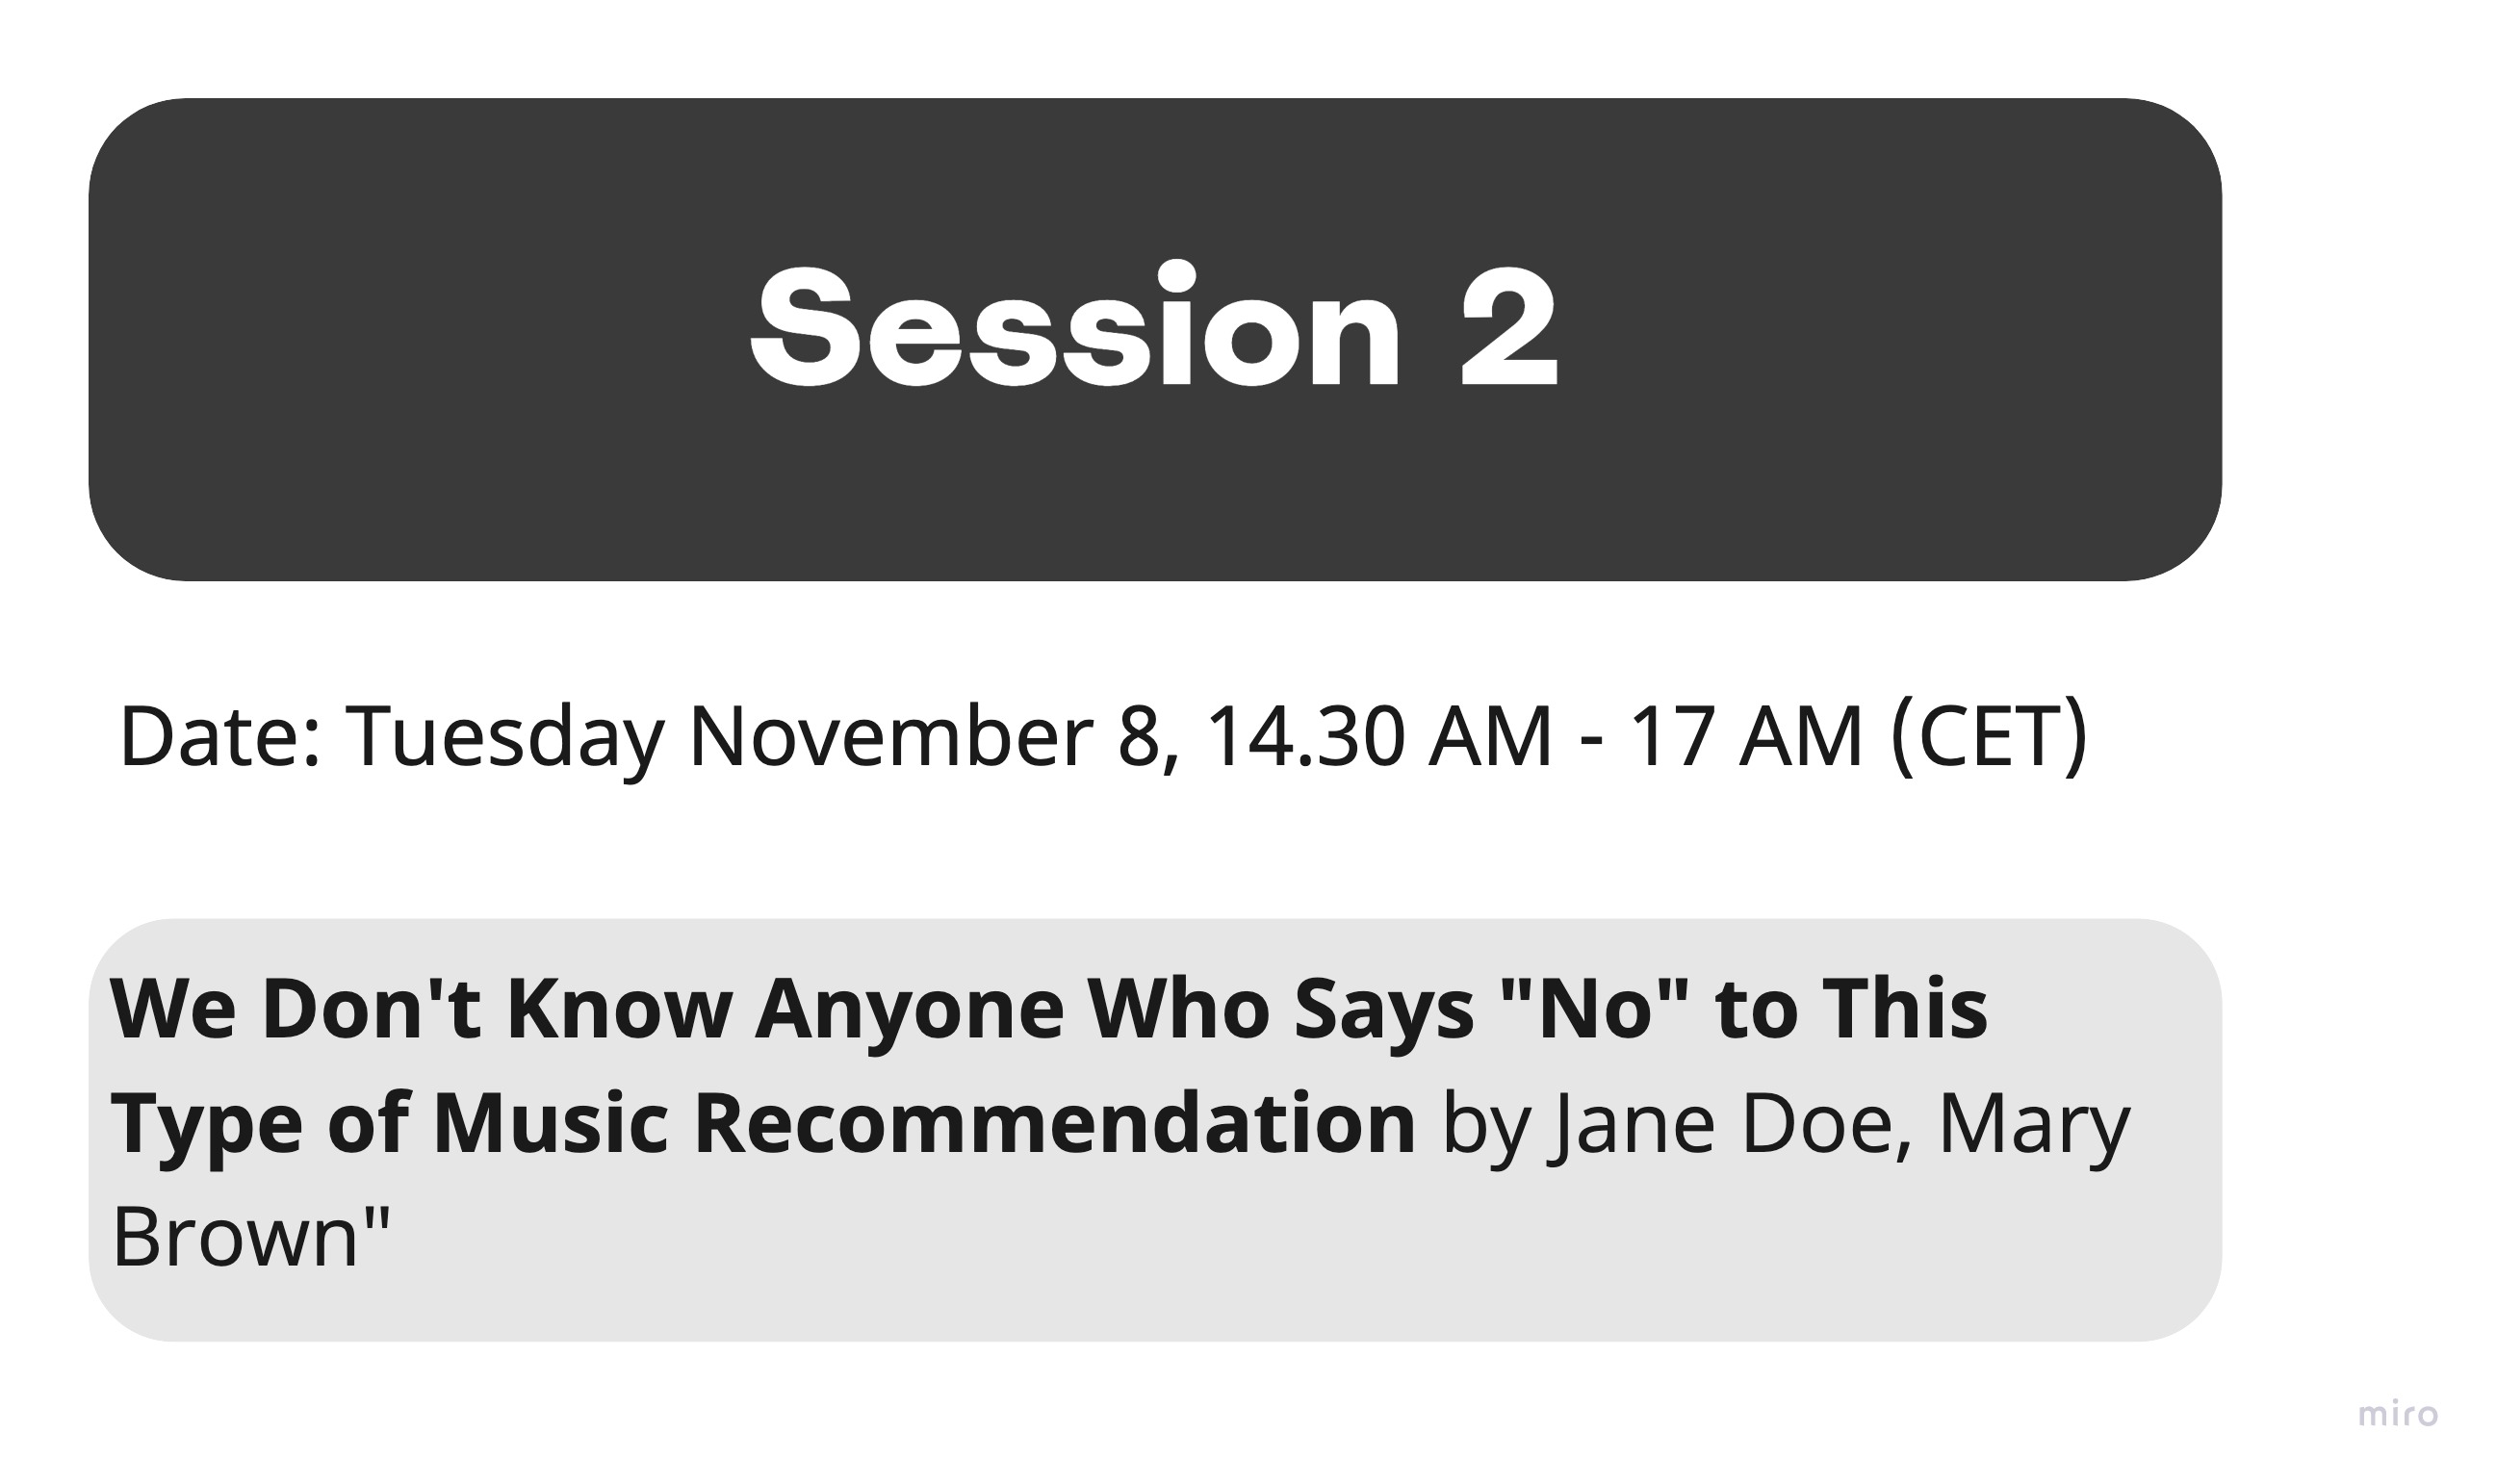 Session 2
Date: Tuesday November 8, 14.30 AM - 17 AM (CET)
We Don't Know Anyone Who Says "No" to This
Type of Music Recommendation by Jane Doe, Mary
Brown"
miro